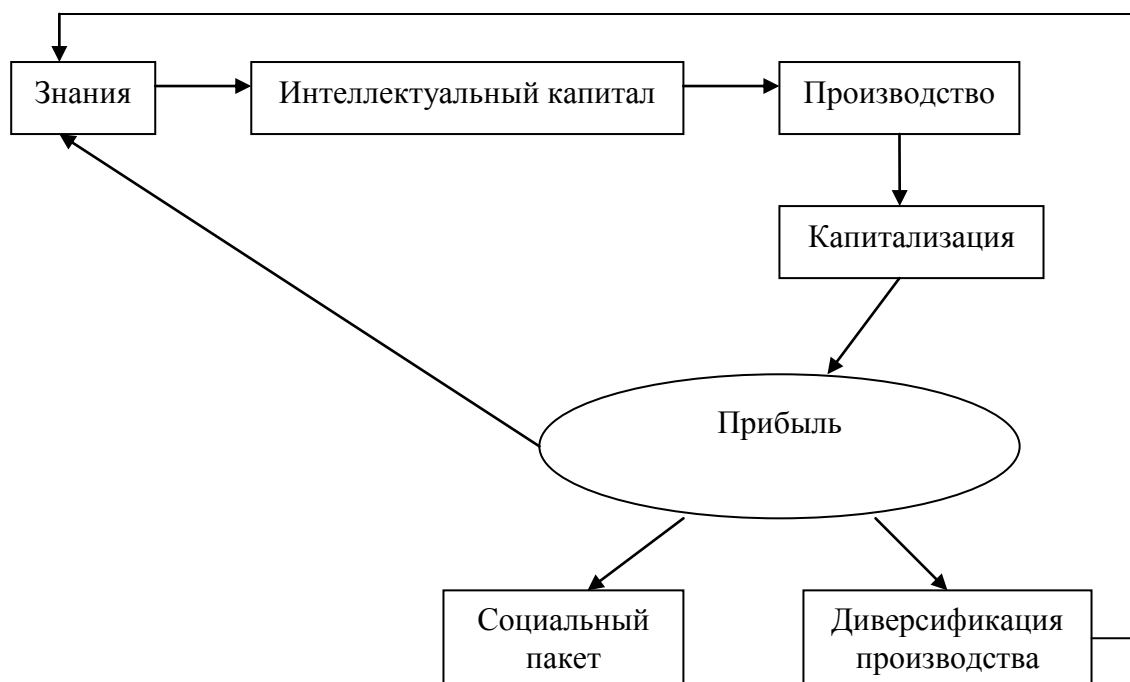 Знания
Интеллектуальный капитал
Производство
Капитализация
Прибыль
Социальный
пакет
Диверсификация
производства